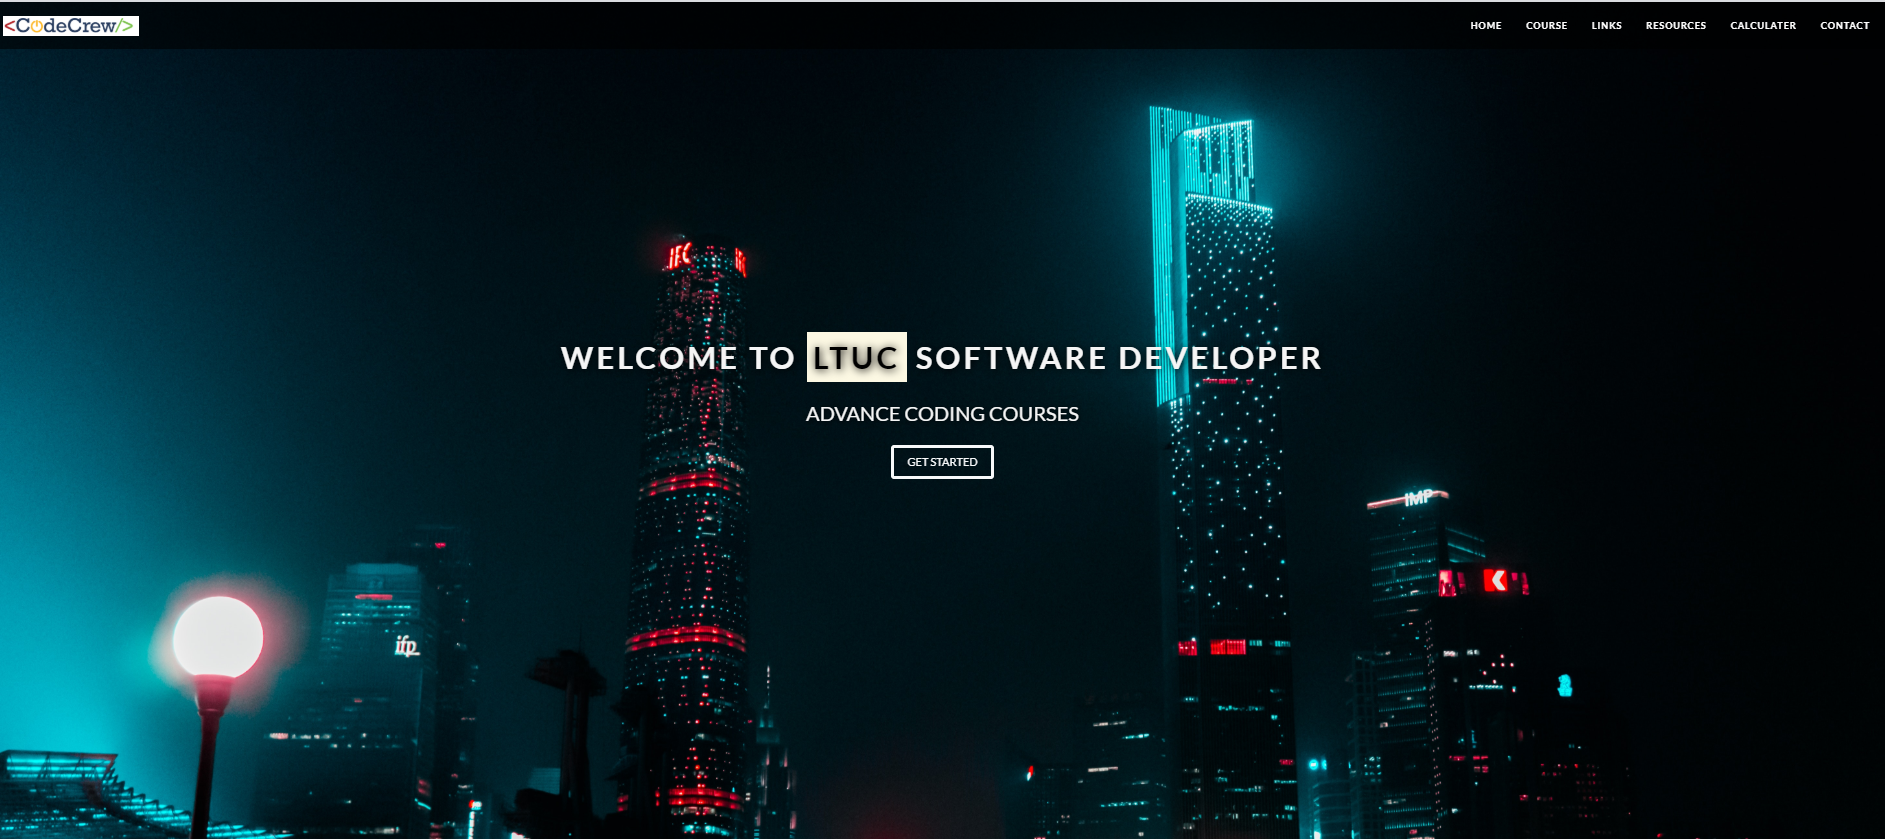 <CodeCrew/>
HOME COURSE LINKS RESOURCES CALCULATER CONTACT
IFC
WELCOME TO LTUC SOFTWARE DEVELOPER
ADVANCE CODING COURSES
GET STARTED
IMP
ifp